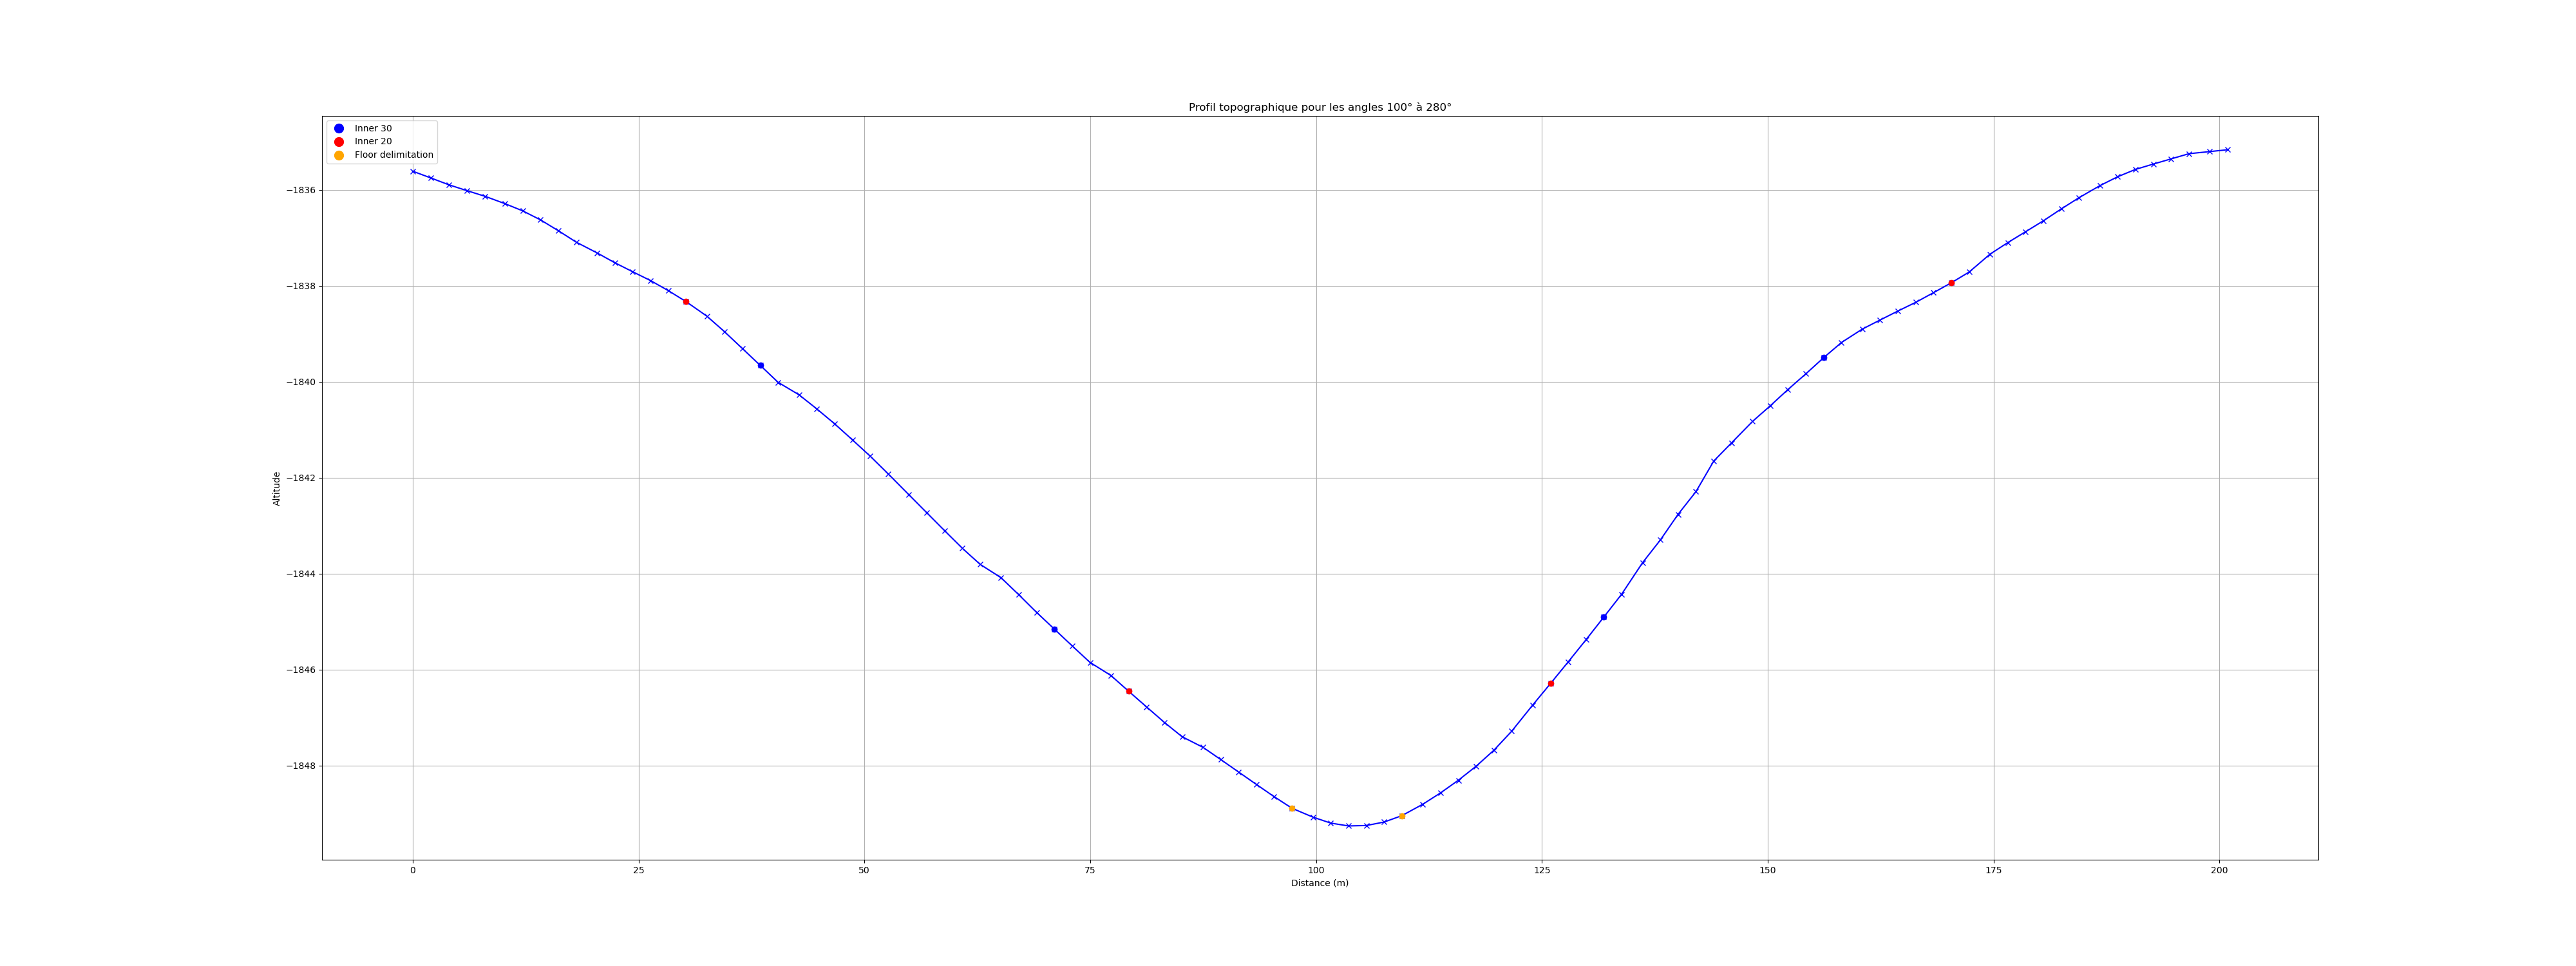 Profil topographique pour les angles 100° à 280°
Inner 30
Inner 20
Floor delimitation
Altitude
−1836
−1838
−1840
−1842
−1844
−1846
−1848
0 25 50 75 100 125 150 175 200
Distance (m)